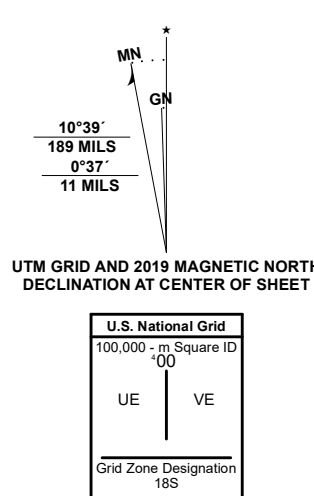 ★
MN
GN
10°39´
189 MILS
0°37´
11 MILS
UTM GRID AND 2019 MAGNETIC NORTH
DECLINATION AT CENTER OF SHEET
U.S. National Grid
100,000 - m Square ID
⁴00
UE VE
Grid Zone Designation
18S